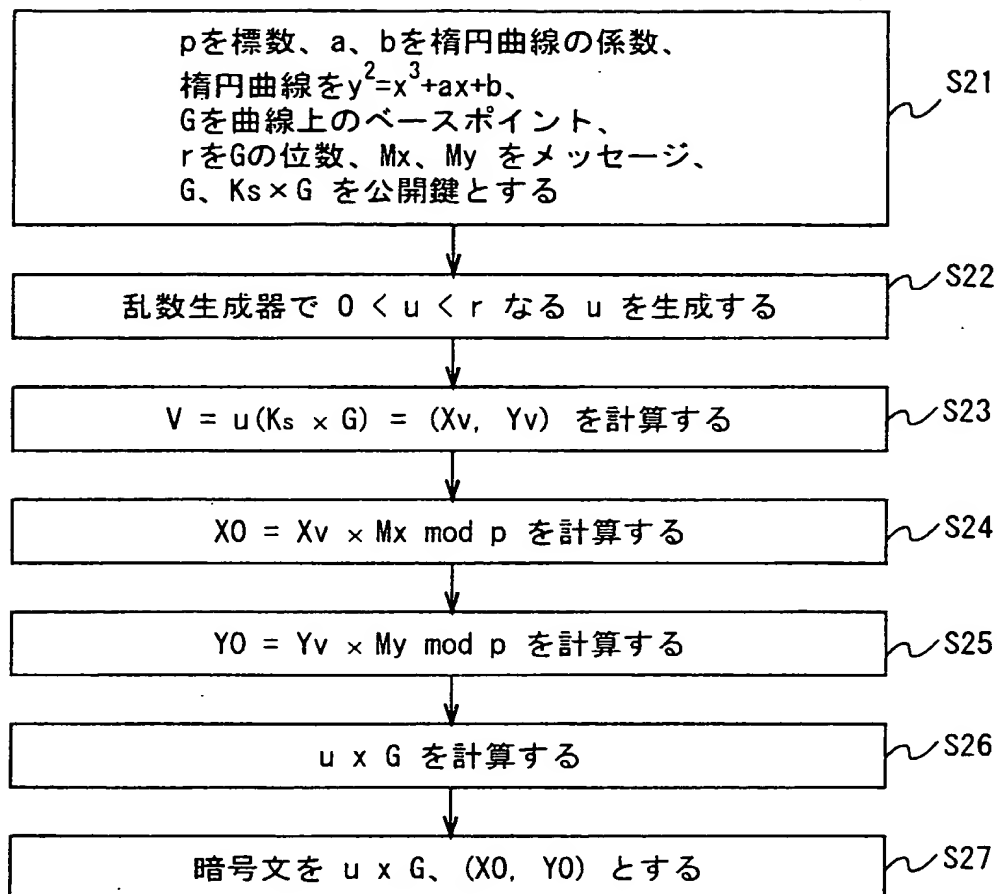 pを標数、a、bを楕円曲線の係数、
楕円曲線をy²=x³+ax+b、
Gを曲線上のベースポイント、
rをGの位数、Mx、My をメッセージ、
G、Ks×G を公開鍵とする
S21
乱数生成器で 0 < u < r なる u を生成する
S22
V = u(Ks × G) = (Xv, Yv) を計算する
S23
X0 = Xv × Mx mod p を計算する
S24
Y0 = Yv × My mod p を計算する
S25
u x G を計算する
S26
暗号文を u x G、(X0, Y0) とする
S27